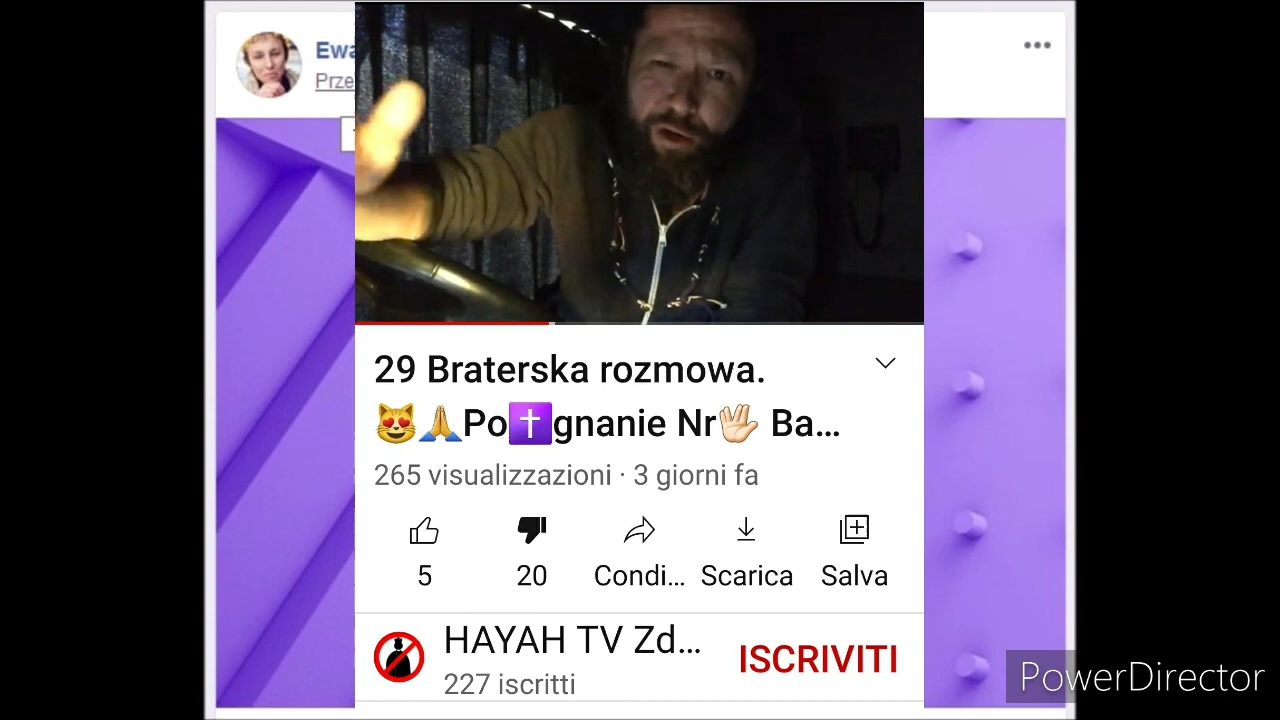 Ewa
Prze
29 Braterska rozmowa.
😻🙏Po✝️gnanie Nr🖖🏻 Ba...
265 visualizzazioni · 3 giorni fa
5 20 Condi... Scarica Salva
HAYAH TV Zd...
ISCRIVITI
227 iscritti
PowerDirector